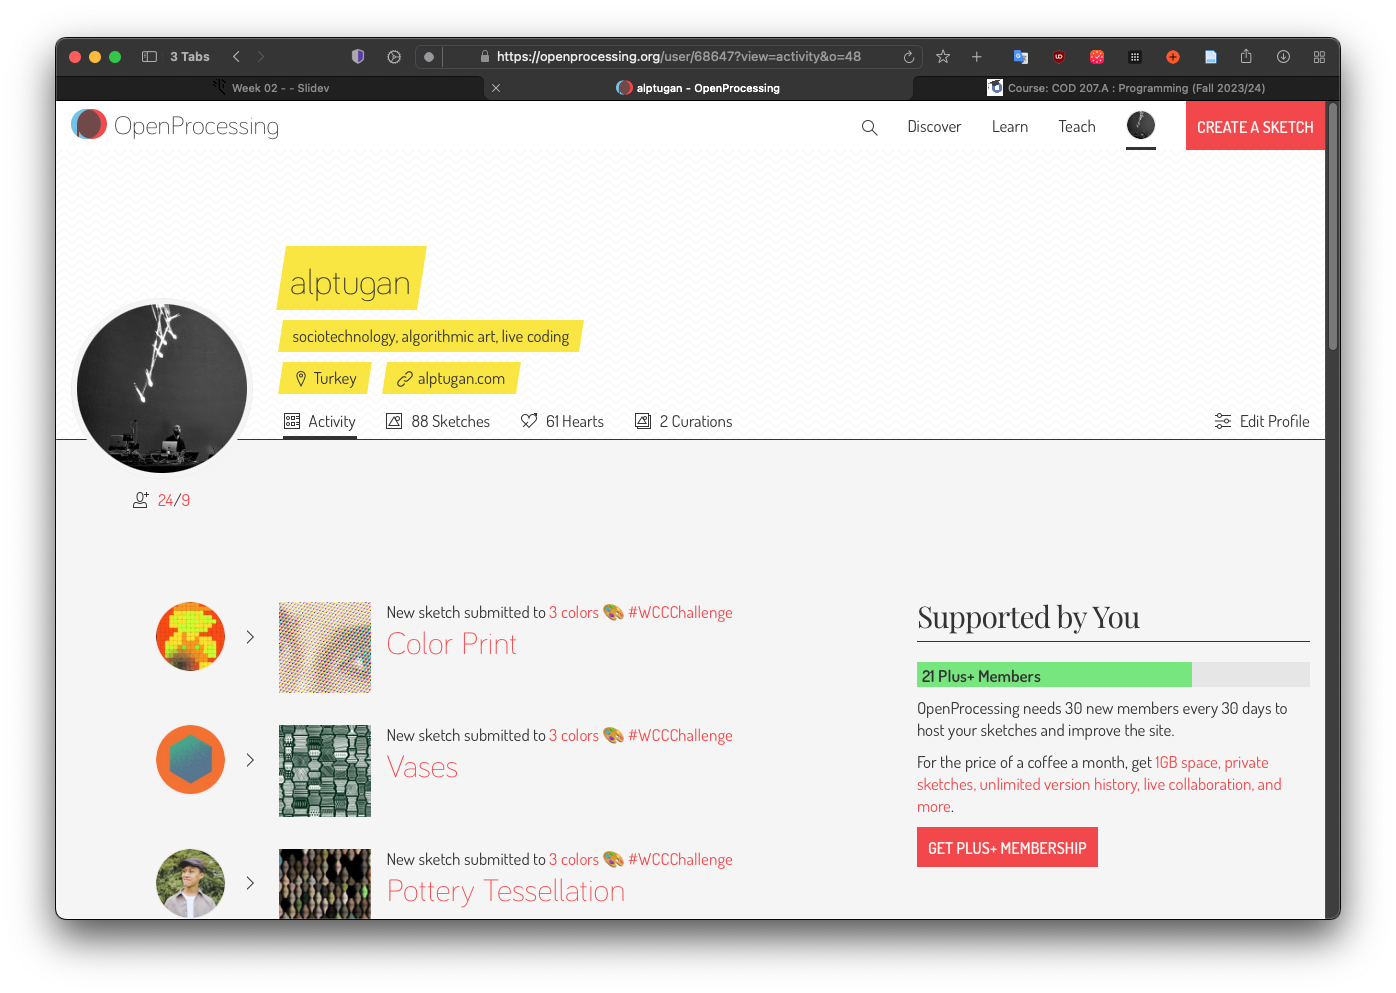 3 Tabs
https://openprocessing.org/user/68647?view=activity&o=48
Week 02 - - Slidev
alptugan - OpenProcessing
Course: COD 207.A : Programming (Fall 2023/24)
OpenProcessing
Discover
Learn
Teach
CREATE A SKETCH
alptugan
sociotechnology, algorithmic art, live coding
Turkey
alptugan.com
Activity
88 Sketches
61 Hearts
2 Curations
Edit Profile
24/9
New sketch submitted to 3 colors 🎨 #WCCChallenge
Color Print
New sketch submitted to 3 colors 🎨 #WCCChallenge
Vases
New sketch submitted to 3 colors 🎨 #WCCChallenge
Pottery Tessellation
Supported by You
21 Plus+ Members
OpenProcessing needs 30 new members every 30 days to
host your sketches and improve the site.
For the price of a coffee a month, get 1GB space, private
sketches, unlimited version history, live collaboration, and
more.
GET PLUS+ MEMBERSHIP